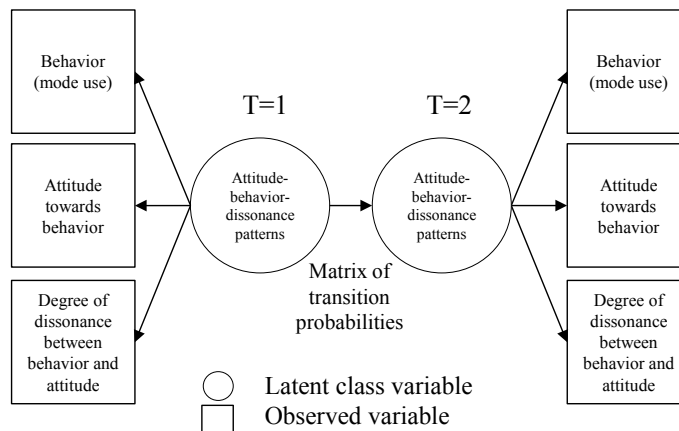 Behavior
(mode use)
Attitude
towards
behavior
Degree of
dissonance
between
behavior and
attitude
T=1
Attitude-
behavior-
dissonance
patterns
T=2
Attitude-
behavior-
dissonance
patterns
Matrix of
transition
probabilities
Behavior
(mode use)
Attitude
towards
behavior
Degree of
dissonance
between
behavior and
attitude
Latent class variable
Observed variable